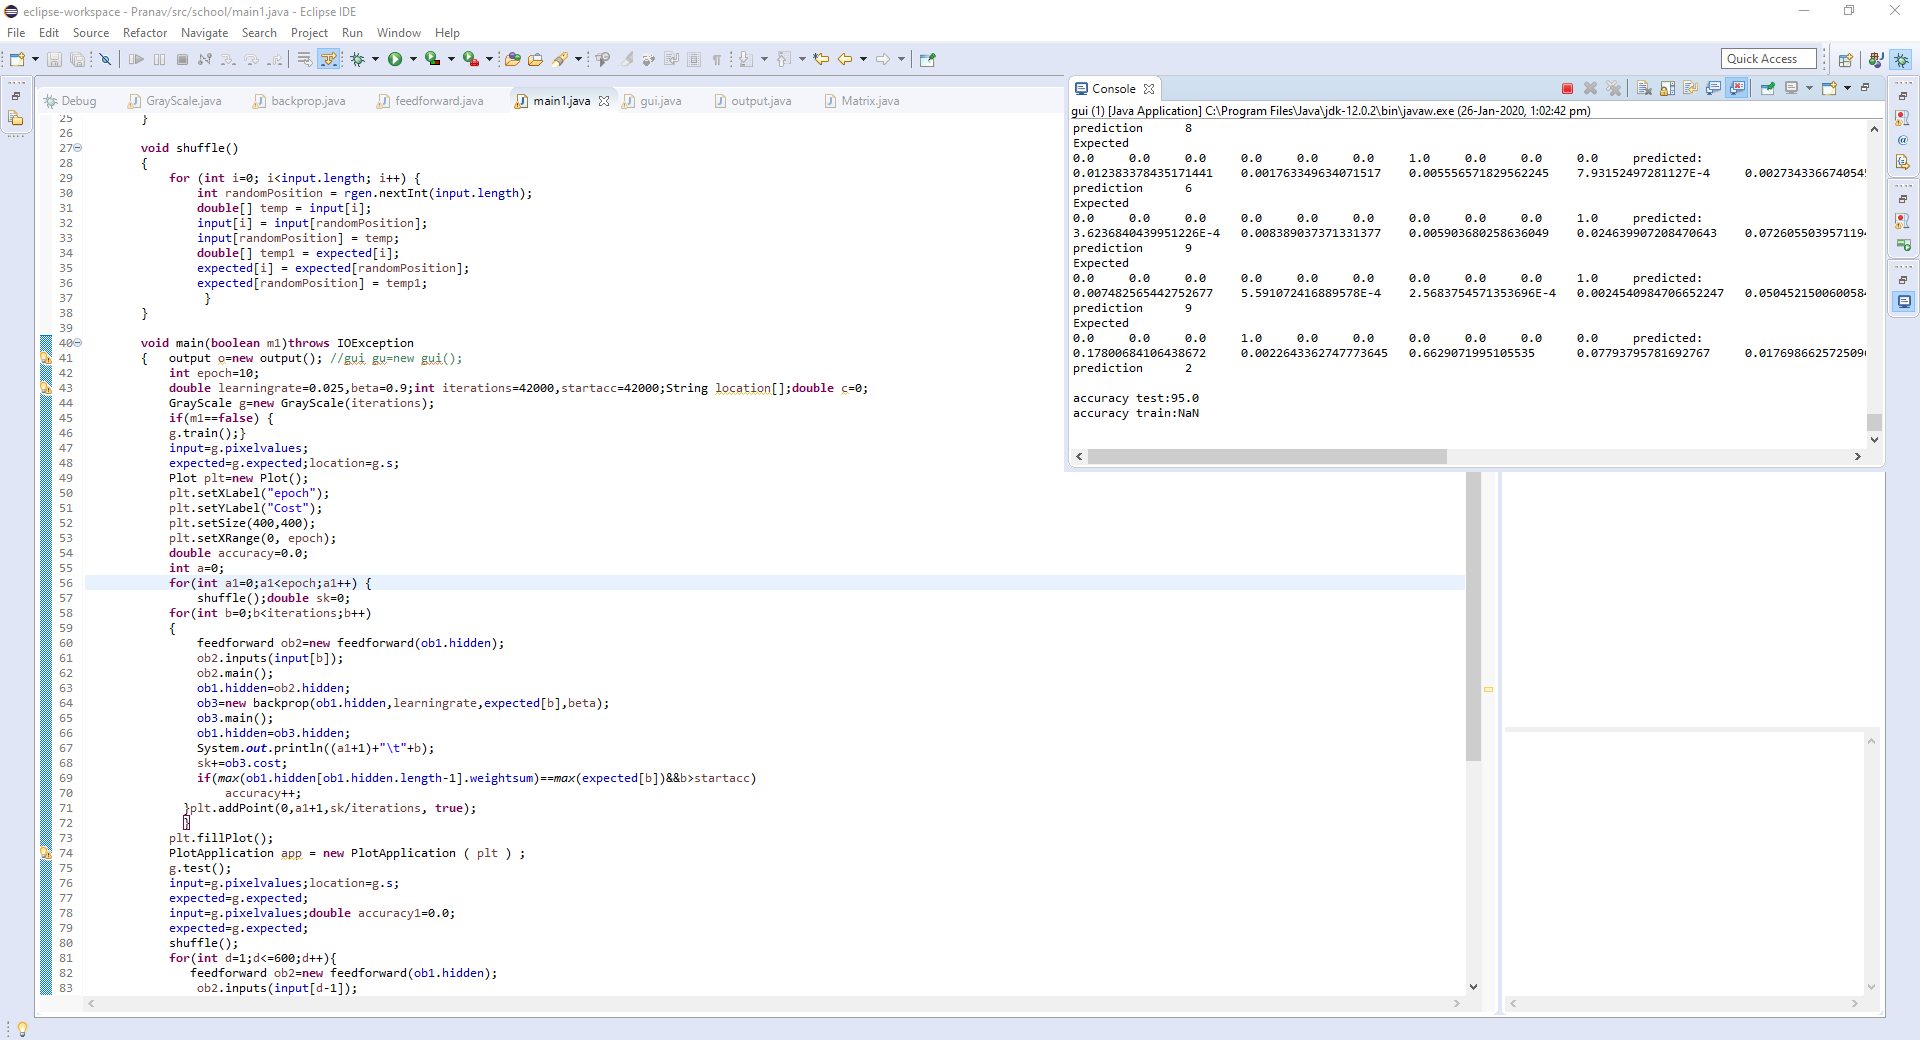 eclipse-workspace - Pranav/src/school/main1.java - Eclipse IDE
File Edit Source Refactor Navigate Search Project Run Window Help
Quick Access
Debug GrayScale.java backprop.java feedforward.java main1.java gui.java output.java Matrix.java
25 }
26
27 void shuffle()
28 {
29 for (int i=0; i<input.length; i++) {
30 int randomPosition = rgen.nextInt(input.length);
31 double[] temp = input[i];
32 input[i] = input[randomPosition];
33 input[randomPosition] = temp;
34 double[] temp1 = expected[i];
35 expected[i] = expected[randomPosition];
36 expected[randomPosition] = temp1;
37 }
38 }
39
40 void main(boolean m1)throws IOException
41 { output o=new output(); //gui gu=new gui();
42 int epoch=10;
43 double learningrate=0.025,beta=0.9;int iterations=42000,startacc=42000;String location[];double c=0;
44 GrayScale g=new GrayScale(iterations);
45 if(m1==false) {
46 g.train();}
47 input=g.pixelvalues;
48 expected=g.expected;location=g.s;
49 Plot plt=new Plot();
50 plt.setXLabel("epoch");
51 plt.setYLabel("Cost");
52 plt.setSize(400,400);
53 plt.setXRange(0, epoch);
54 double accuracy=0.0;
55 int a=0;
56 for(int a1=0;a1<epoch;a1++) {
57 shuffle();double sk=0;
58 for(int b=0;b<iterations;b++)
59 {
60 feedforward ob2=new feedforward(ob1.hidden);
61 ob2.inputs(input[b]);
62 ob2.main();
63 ob1.hidden=ob2.hidden;
64 ob3=new backprop(ob1.hidden,learningrate,expected[b],beta);
65 ob3.main();
66 ob1.hidden=ob3.hidden;
67 System.out.println((a1+1)+"\t"+b);
68 sk+=ob3.cost;
69 if(max(ob1.hidden[ob1.hidden.length-1].weightsum)==max(expected[b])&&b>startacc)
70 accuracy++;
71 }plt.addPoint(0,a1+1,sk/iterations, true);
72 }
73 plt.fillPlot();
74 PlotApplication app = new PlotApplication ( plt ) ;
75 g.test();
76 input=g.pixelvalues;location=g.s;
77 expected=g.expected;
78 input=g.pixelvalues;double accuracy1=0.0;
79 expected=g.expected;
80 shuffle();
81 for(int d=1;d<=600;d++){
82 feedforward ob2=new feedforward(ob1.hidden);
83 ob2.inputs(input[d-1]);
Console
gui (1) [Java Application] C:\Program Files\Java\jdk-12.0.2\bin\javaw.exe (26-Jan-2020, 1:02:42 pm)
prediction 8
Expected
0.0 0.0 0.0 0.0 0.0 0.0 1.0 0.0 0.0 0.0 predicted:
0.012383378435171441 0.001763349634071517 0.005556571829562245 7.93152497281127E-4 0.002734336674054
prediction 6
Expected
0.0 0.0 0.0 0.0 0.0 0.0 0.0 0.0 0.0 1.0 predicted:
3.6236840439951226E-4 0.008389037371331377 0.005903680258636049 0.024639907208470643 0.072605503957119
prediction 9
Expected
0.0 0.0 0.0 0.0 0.0 0.0 0.0 0.0 0.0 1.0 predicted:
0.007482565442752677 5.591072416889578E-4 2.5683754571353696E-4 0.0024540984706652247 0.050452150060058
prediction 9
Expected
0.0 0.0 0.0 1.0 0.0 0.0 0.0 0.0 0.0 0.0 predicted:
0.17800684106438672 0.0022643362747773645 0.6629071995105535 0.07793795781692767 0.017698662572509
prediction 2
accuracy test:95.0
accuracy train:NaN